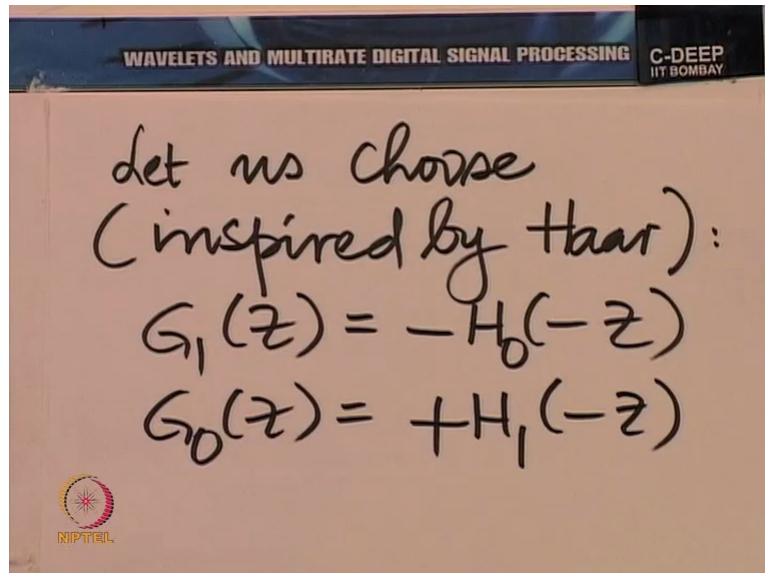 WAVELETS AND MULTIRATE DIGITAL SIGNAL PROCESSING
C-DEEP
IIT BOMBAY
Let us choose
(inspired by Haar):
G₁(Z) = −H₀(−Z)
G₀(Z) = +H₁(−Z)
NPTEL